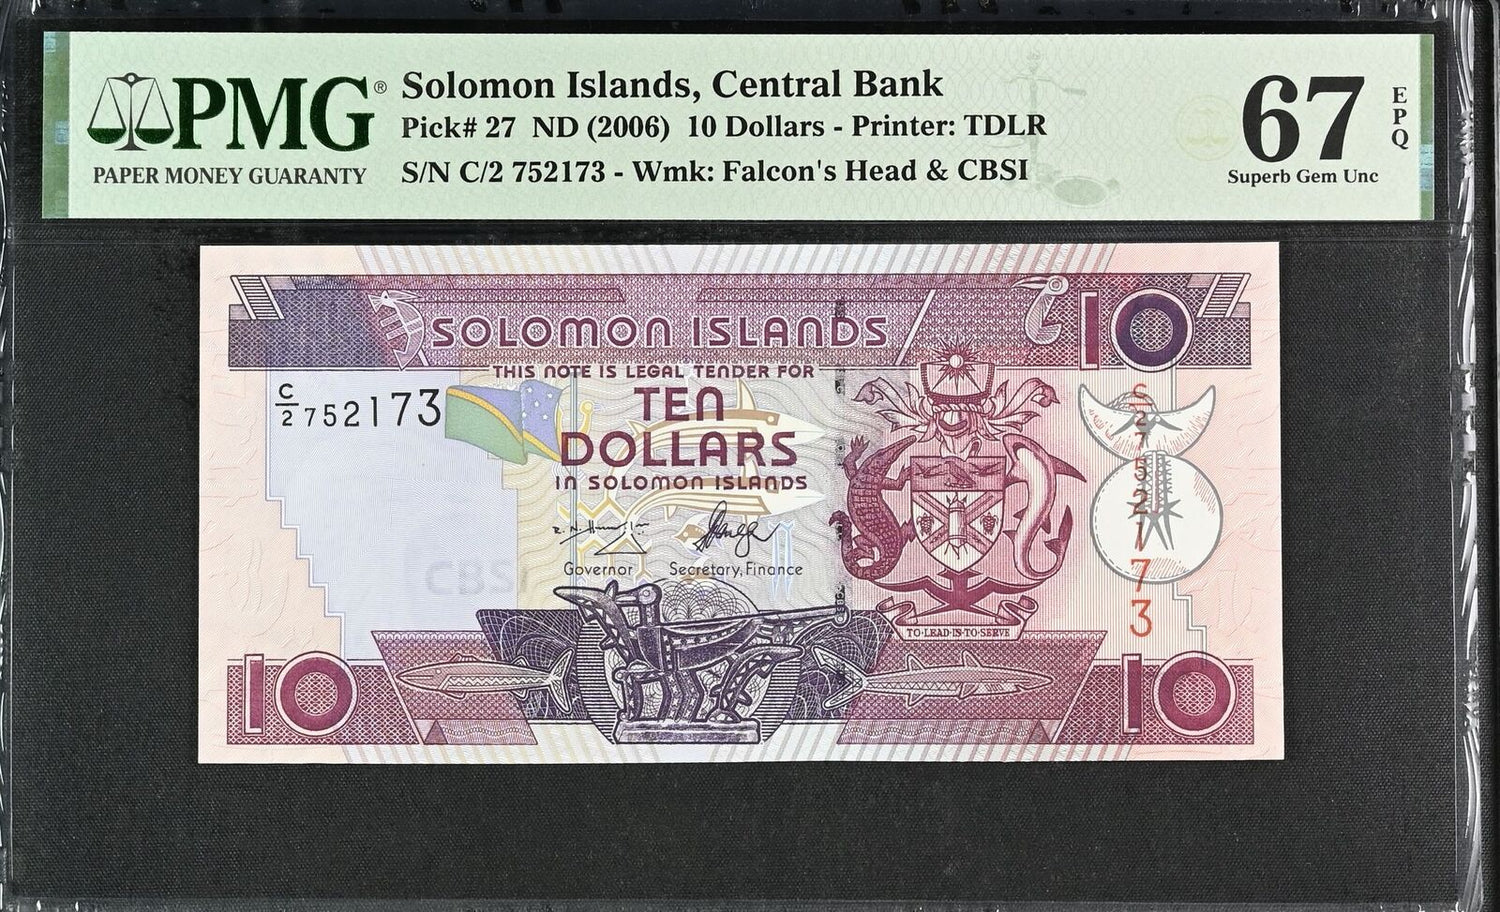 PMG®
PAPER MONEY GUARANTY
Solomon Islands, Central Bank
Pick# 27 ND (2006) 10 Dollars - Printer: TDLR
S/N C/2 752173 - Wmk: Falcon's Head & CBSI
67
EPQ
Superb Gem Unc
SOLOMON ISLANDS
10
THIS NOTE IS LEGAL TENDER FOR
C/2 752173
TEN
DOLLARS
IN SOLOMON ISLANDS
C/2 752173
Governor Secretary, Finance
CBSI
TO·LEAD·IS·TO·SERVE
10
10